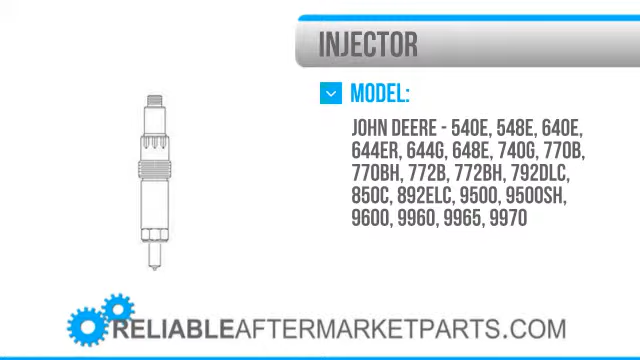 INJECTOR
MODEL:
JOHN DEERE - 540E, 548E, 640E,
644ER, 644G, 648E, 740G, 770B,
770BH, 772B, 772BH, 792DLC,
850C, 892ELC, 9500, 9500SH,
9600, 9960, 9965, 9970
RELIABLEAFTERMARKETPARTS.COM